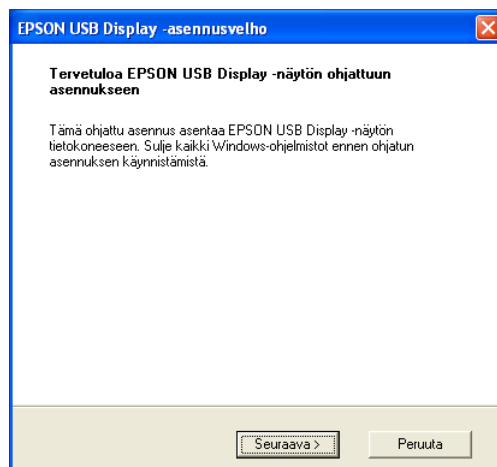 EPSON USB Display -asennusvelho
Tervetuloa EPSON USB Display -näytön ohjattuun
asennukseen
Tämä ohjattu asennus asentaa EPSON USB Display -näytön
tietokoneeseen. Sulje kaikki Windows-ohjelmistot ennen ohjatun
asennuksen käynnistämistä.
Seuraava >
Peruuta